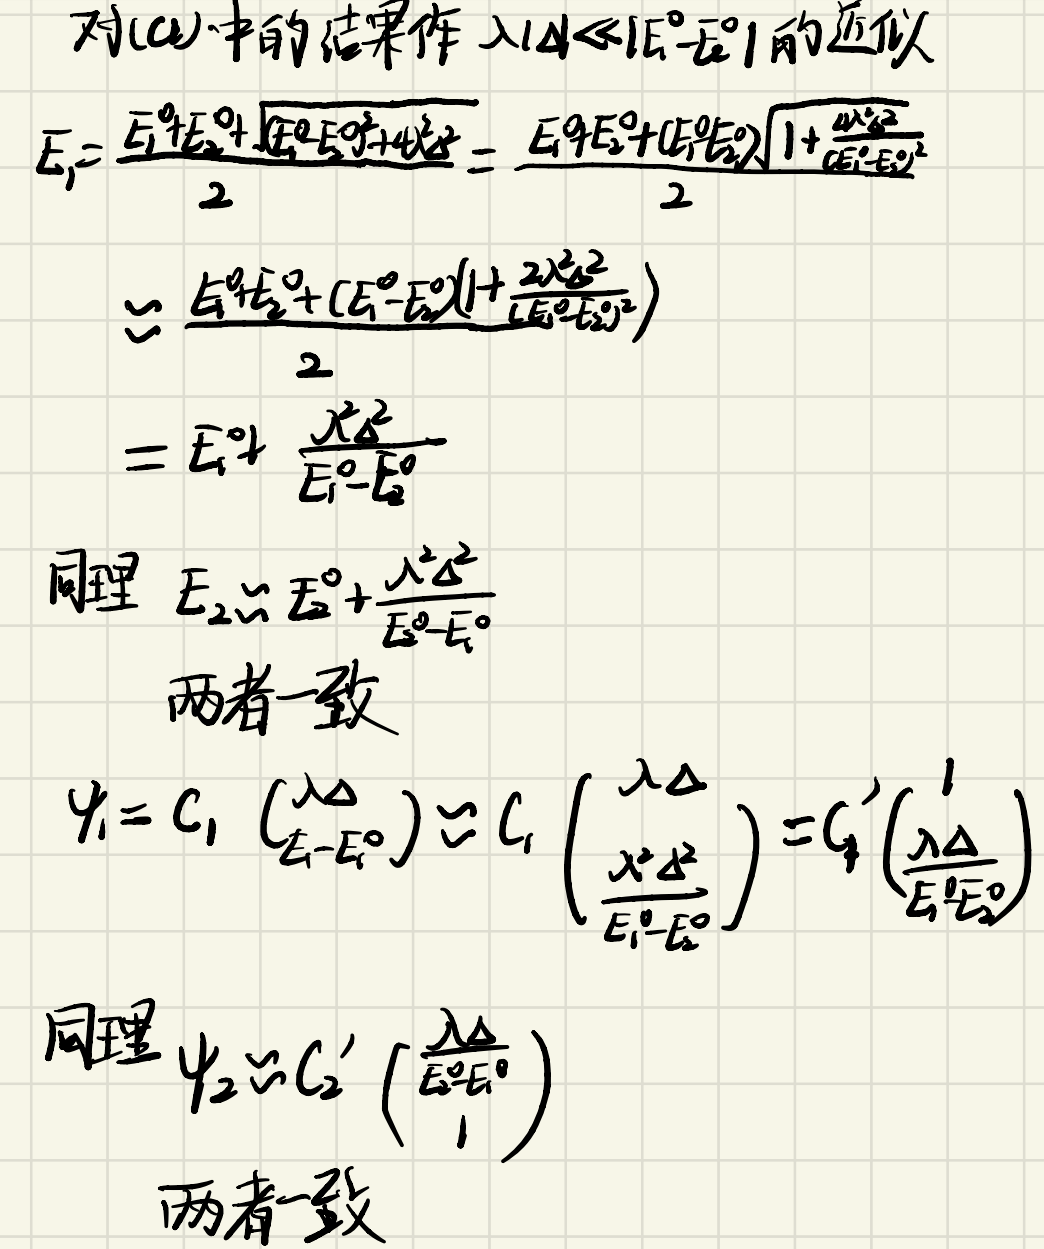 对(a)中的结果作 λ|Δ|≪|E₁⁰-E₂⁰| 的近似
E₁ = (E₁⁰+E₂⁰+√((E₁⁰-E₂⁰)²+4λ²Δ²))/2 = (E₁⁰+E₂⁰+(E₁⁰-E₂⁰)√(1+4λ²Δ²/(E₁⁰-E₂⁰)²))/2
≈ (E₁⁰+E₂⁰+(E₁⁰-E₂⁰)(1+2λ²Δ²/(E₁⁰-E₂⁰)²))/2
= E₁⁰+ λ²Δ²/(E₁⁰-E₂⁰)
同理 E₂ ≈ E₂⁰+ λ²Δ²/(E₂⁰-E₁⁰)
两者一致
ψ₁ = C₁ (λΔ; E₁-E₁⁰) ≈ C₁ (λΔ; λ²Δ²/(E₁⁰-E₂⁰)) = C₁′ (1; λΔ/(E₁⁰-E₂⁰))
同理 ψ₂ ≈ C₂′ (λΔ/(E₂⁰-E₁⁰); 1)
两者一致